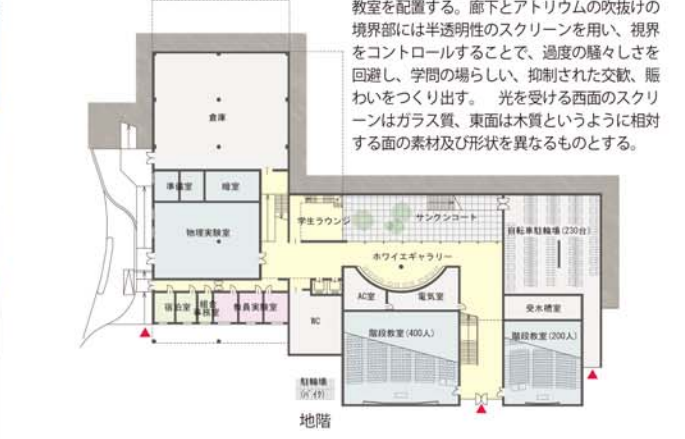 教室を配置する。廊下とアトリウムの吹抜けの
境界部には半透明性のスクリーンを用い、視界
をコントロールすることで、過度の騒々しさを
回避し、学問の場らしい、抑制された交歓、賑
わいをつくり出す。　光を受ける西面のスクリ
ーンはガラス質、東面は木質というように相対
する面の素材及び形状を異なるものとする。
倉庫
準備室
暗室
学生ラウンジ
サンクンコート
物理実験室
自転車駐輪場(230台)
ホワイエギャラリー
AC室
電気室
宿泊室
組合事務室
教員実験室
受水槽室
WC
階段教室(400人)
階段教室(200人)
駐輪場
(バイク)
地階